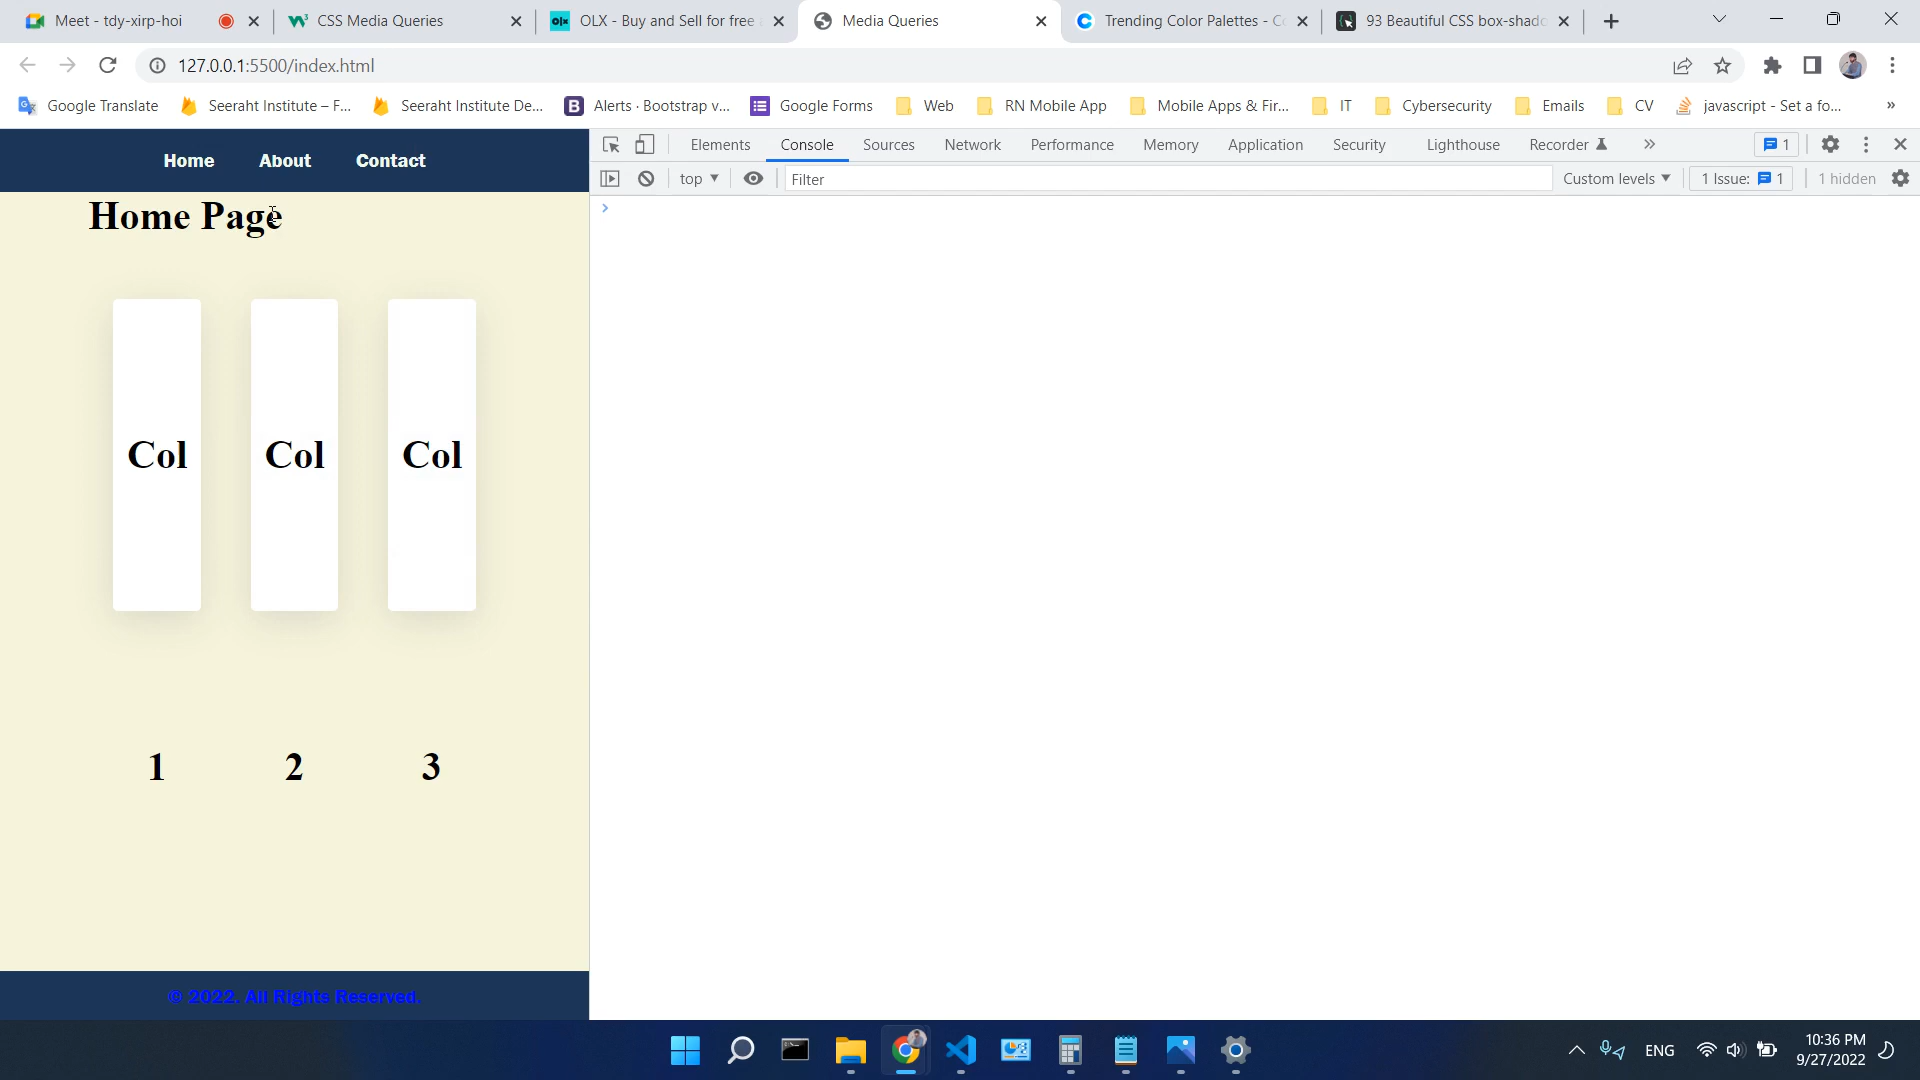 Meet - tdy-xirp-hoi
CSS Media Queries
OLX - Buy and Sell for free
Media Queries
Trending Color Palettes - Co
93 Beautiful CSS box-shado
127.0.0.1:5500/index.html
Google Translate
Seeraht Institute – F...
Seeraht Institute De...
B
Alerts · Bootstrap v...
Google Forms
Web
RN Mobile App
Mobile Apps & Fir...
IT
Cybersecurity
Emails
CV
javascript - Set a fo...
»
Home About Contact
Elements Console Sources Network Performance Memory Application Security Lighthouse Recorder » 1
top Filter Custom levels 1 Issue: 1 1 hidden
Home Page
Col Col Col
1 2 3
© 2022. All Rights Reserved.
ENG
10:36 PM
9/27/2022